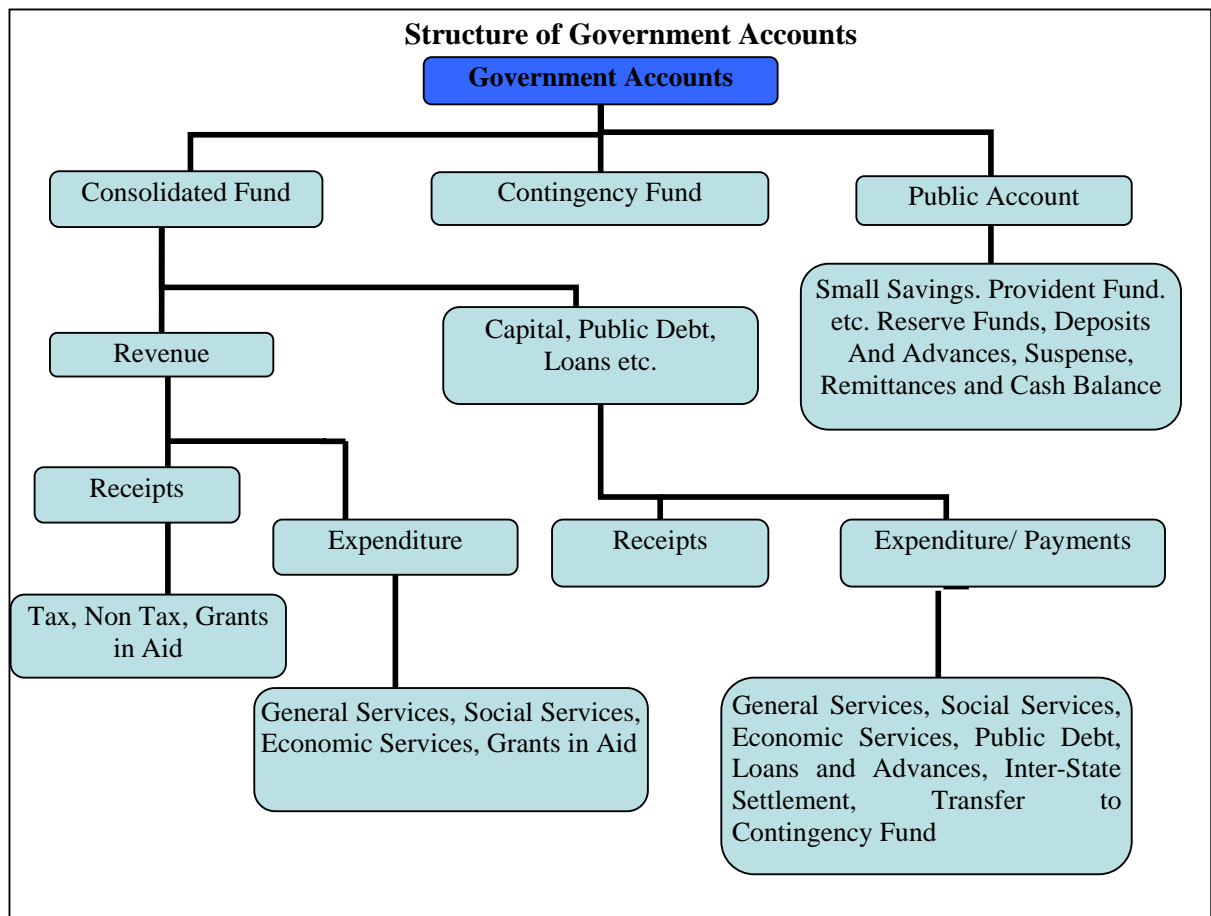 Structure of Government Accounts
Government Accounts
Consolidated Fund
Contingency Fund
Public Account
Small Savings. Provident Fund.
etc. Reserve Funds, Deposits
And Advances, Suspense,
Remittances and Cash Balance
Revenue
Capital, Public Debt,
Loans etc.
Receipts
Expenditure
Receipts
Expenditure/ Payments
Tax, Non Tax, Grants
in Aid
General Services, Social Services,
Economic Services, Grants in Aid
General Services, Social Services,
Economic Services, Public Debt,
Loans and Advances, Inter-State
Settlement, Transfer to
Contingency Fund